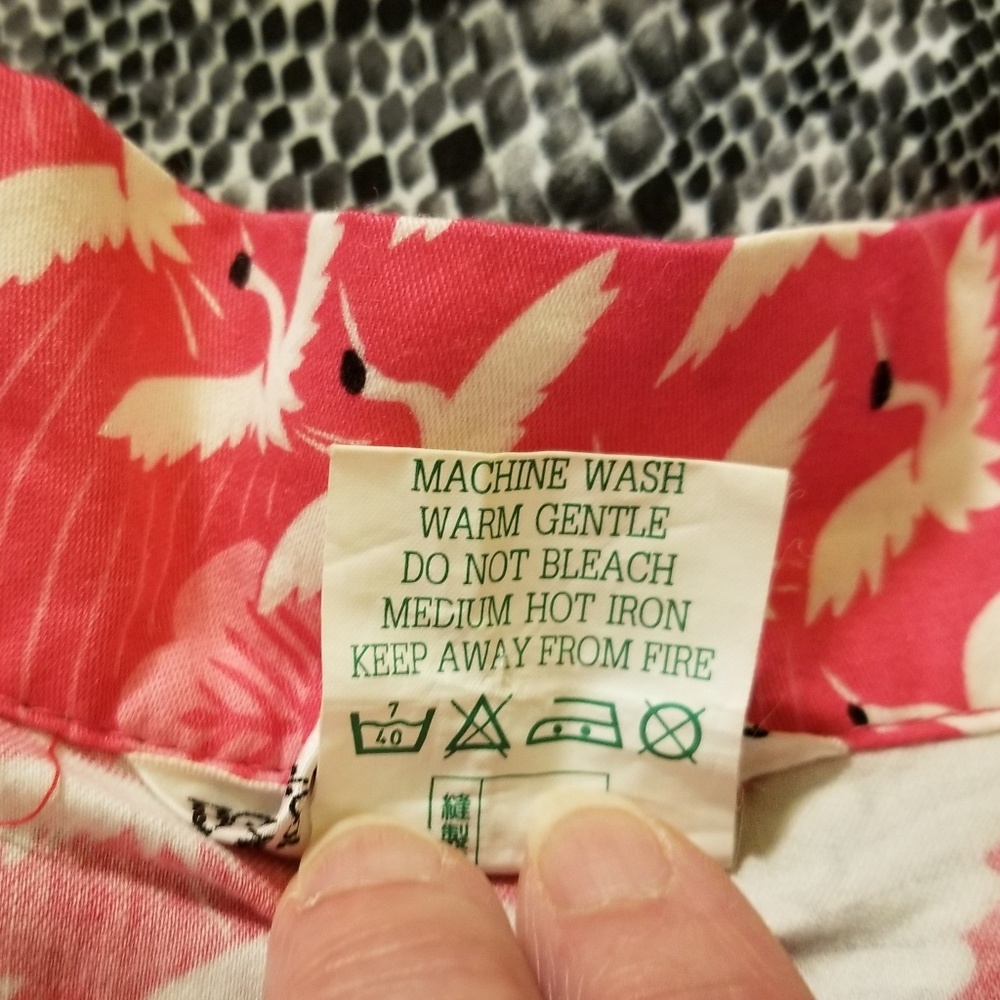 MACHINE WASH
WARM GENTLE
DO NOT BLEACH
MEDIUM HOT IRON
KEEP AWAY FROM FIRE
7
40
縫製